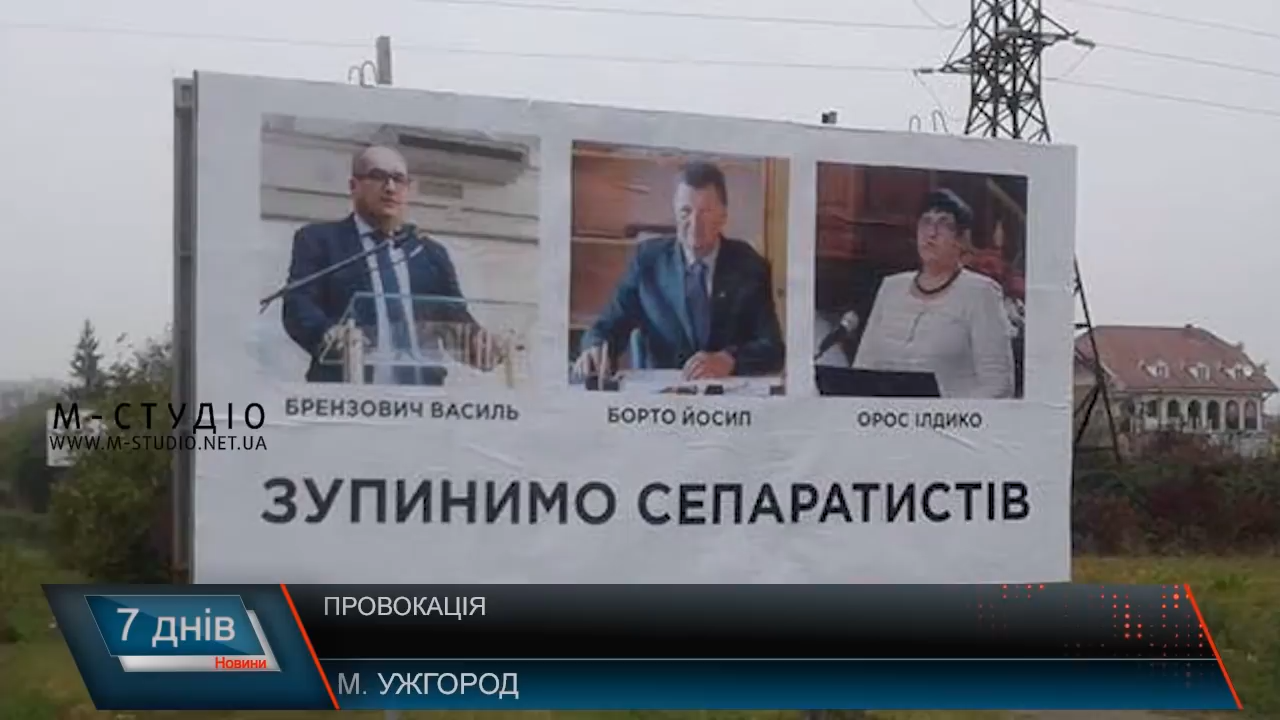 БРЕНЗОВИЧ ВАСИЛЬ
БОРТО ЙОСИП
ОРОС ІЛДИКО
ЗУПИНИМО СЕПАРАТИСТІВ
М-СТУДІО
WWW.M-STUDIO.NET.UA
7 днів
Новини
ПРОВОКАЦІЯ
М. УЖГОРОД